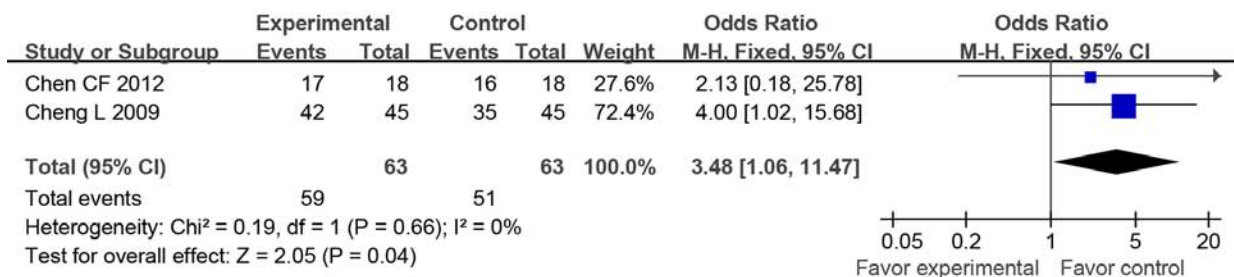 Experimental Control Odds Ratio Odds Ratio
Study or Subgroup Events Total Events Total Weight M-H, Fixed, 95% CI M-H, Fixed, 95% CI
Chen CF 2012 17 18 16 18 27.6% 2.13 [0.18, 25.78]
Cheng L 2009 42 45 35 45 72.4% 4.00 [1.02, 15.68]
Total (95% CI) 63 63 100.0% 3.48 [1.06, 11.47]
Total events 59 51
Heterogeneity: Chi² = 0.19, df = 1 (P = 0.66); I² = 0%
Test for overall effect: Z = 2.05 (P = 0.04)
0.05 0.2 1 5 20
Favor experimental Favor control